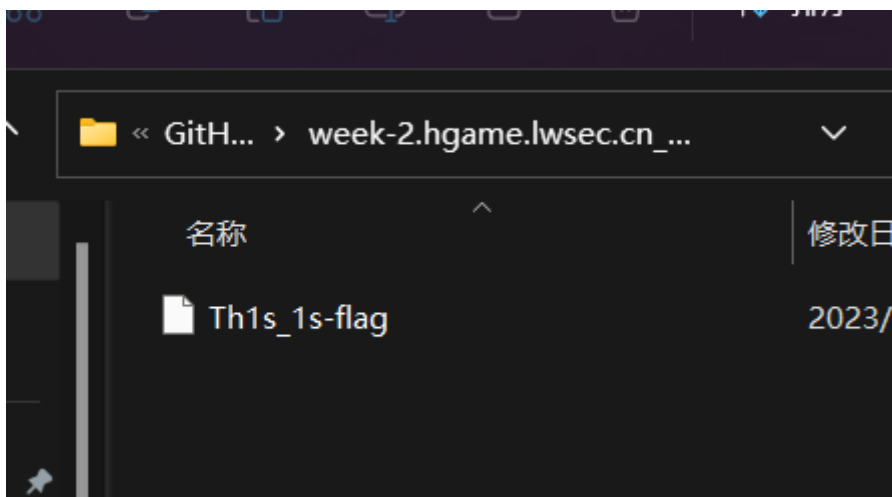 « GitH... › week-2.hgame.lwsec.cn_...
名称 修改日
Th1s_1s-flag 2023/